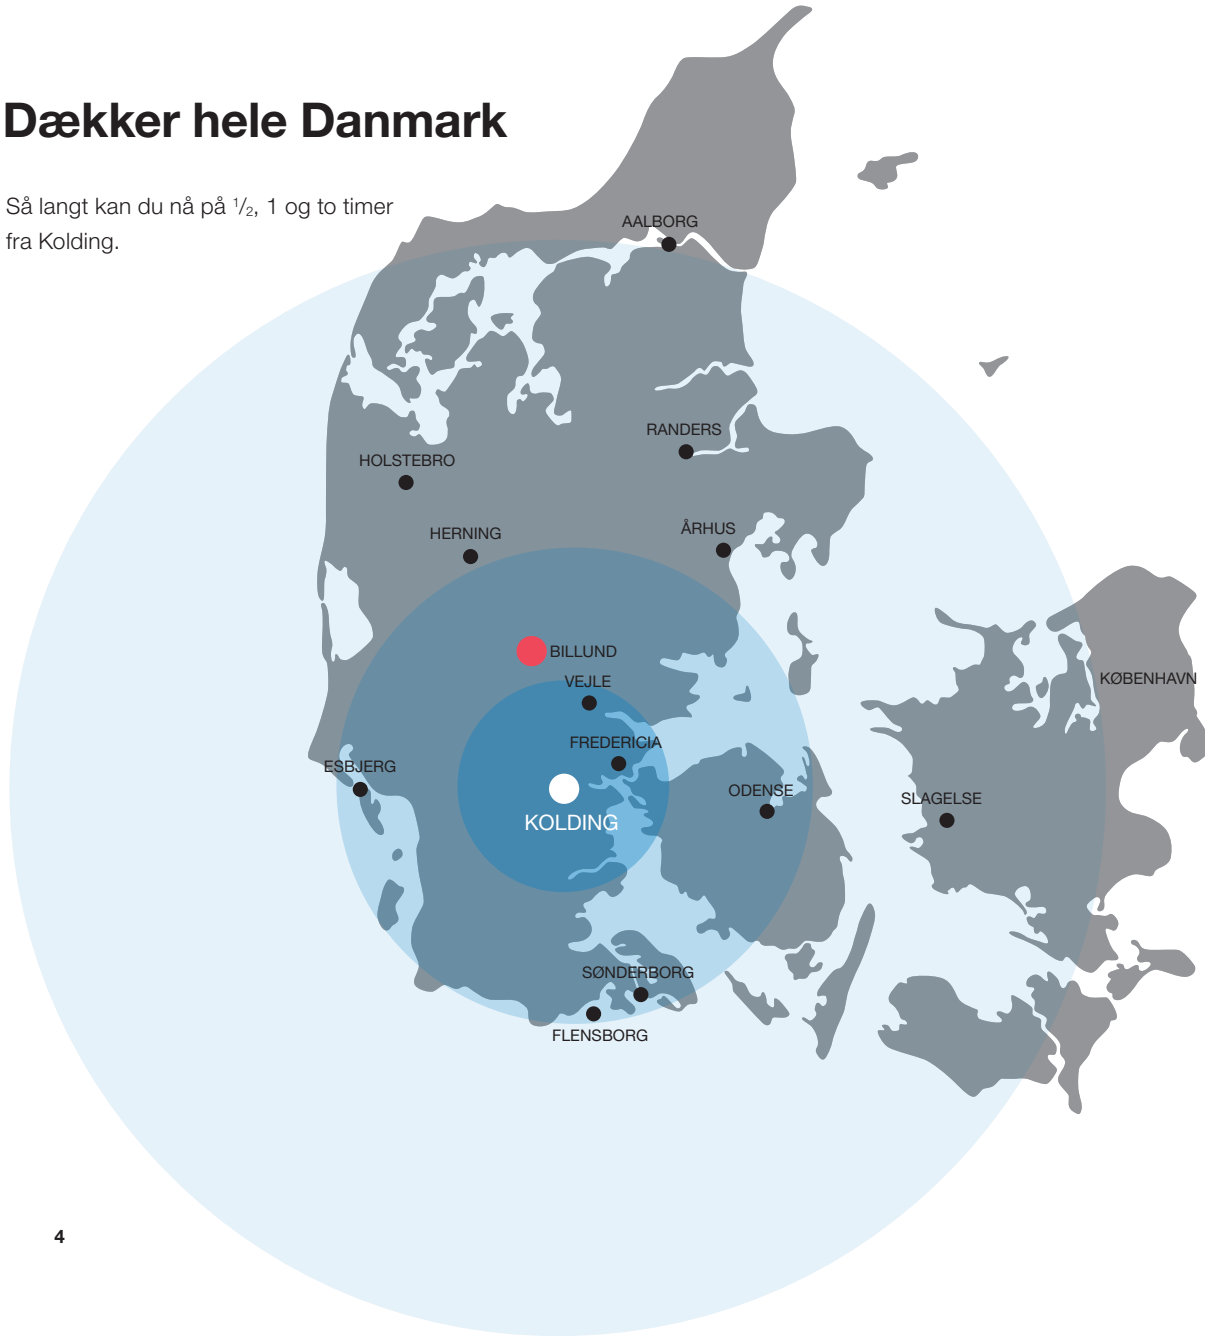 Dækker hele Danmark
Så langt kan du nå på ½, 1 og to timer
fra Kolding.
AALBORG
RANDERS
HOLSTEBRO
HERNING
ÅRHUS
BILLUND
VEJLE
KØBENHAVN
FREDERICIA
ESBJERG
ODENSE
SLAGELSE
KOLDING
SØNDERBORG
FLENSBORG
4